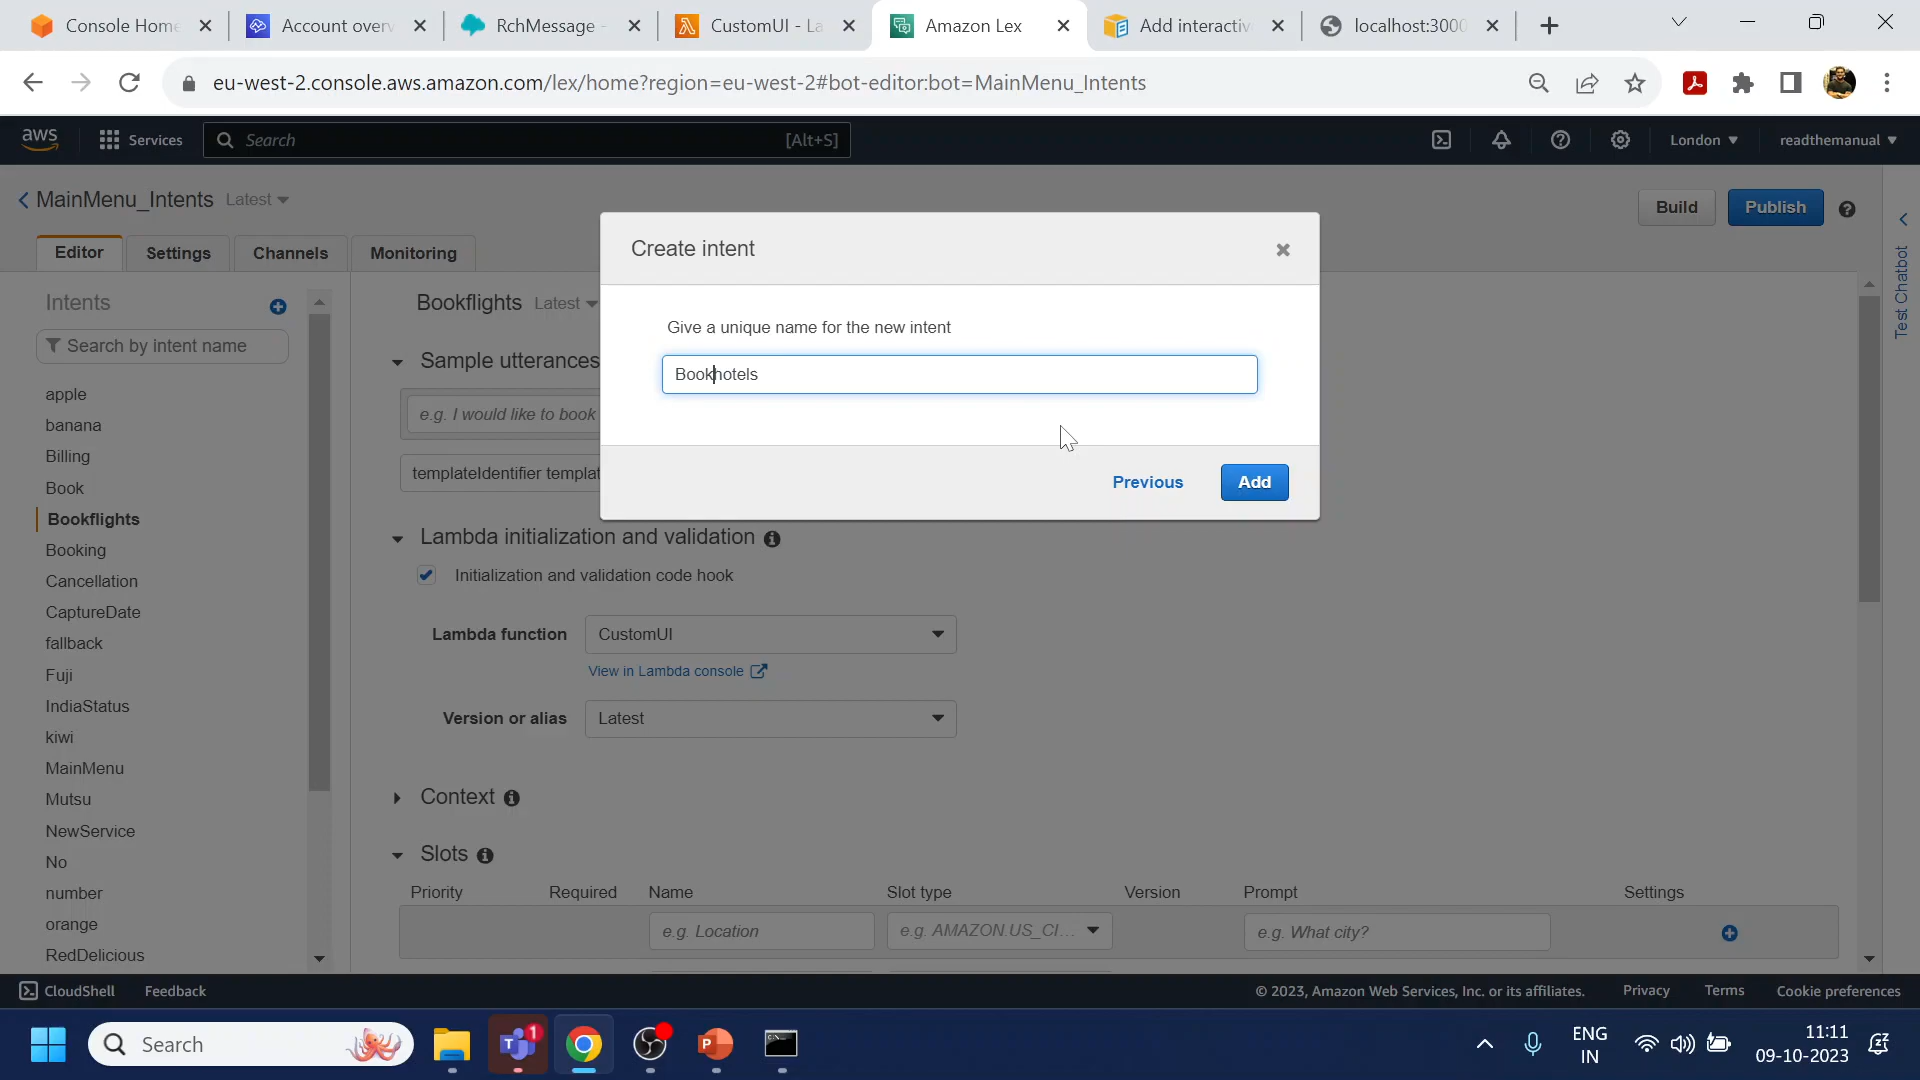 Console Home
Account overv
RchMessage -
CustomUI - La
Amazon Lex
Add interactiv
localhost:3000
eu-west-2.console.aws.amazon.com/lex/home?region=eu-west-2#bot-editor:bot=MainMenu_Intents
aws
Services
Search
[Alt+S]
London
readthemanual
MainMenu_Intents
Latest
Build
Publish
Editor
Settings
Channels
Monitoring
Test Chatbot
Create intent
Give a unique name for the new intent
Bookhotels
Previous
Add
Intents
Search by intent name
apple
banana
Billing
Book
Bookflights
Booking
Cancellation
CaptureDate
fallback
Fuji
IndiaStatus
kiwi
MainMenu
Mutsu
NewService
No
number
orange
RedDelicious
Bookflights
Latest
Sample utterances
e.g. I would like to book
templateIdentifier templat
Lambda initialization and validation
Initialization and validation code hook
Lambda function
CustomUI
View in Lambda console
Version or alias
Latest
Context
Slots
Priority
Required
Name
Slot type
Version
Prompt
Settings
e.g. Location
e.g. AMAZON.US_CI...
e.g. What city?
CloudShell
Feedback
© 2023, Amazon Web Services, Inc. or its affiliates.
Privacy
Terms
Cookie preferences
Search
1
ENG
IN
11:11
09-10-2023